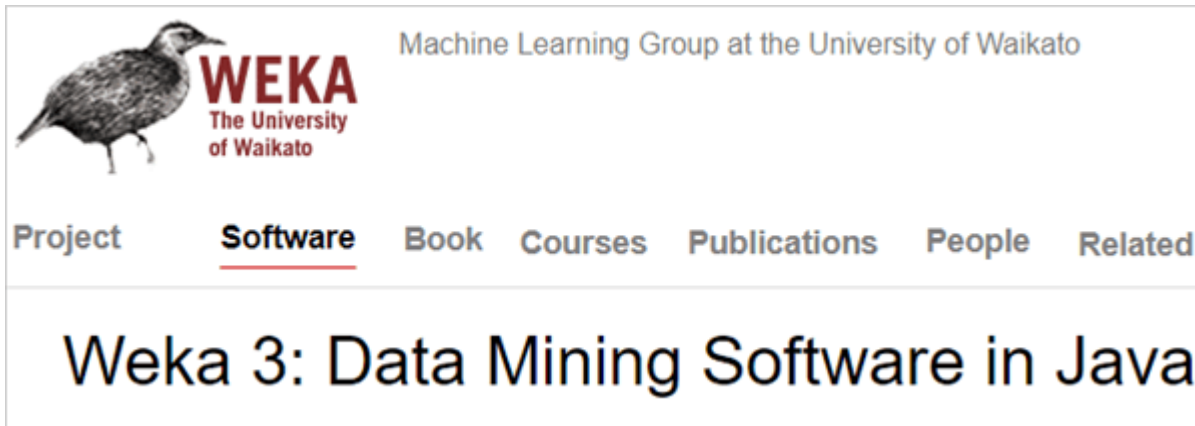 Machine Learning Group at the University of Waikato
WEKA
The University
of Waikato
Project Software Book Courses Publications People Related
Weka 3: Data Mining Software in Java